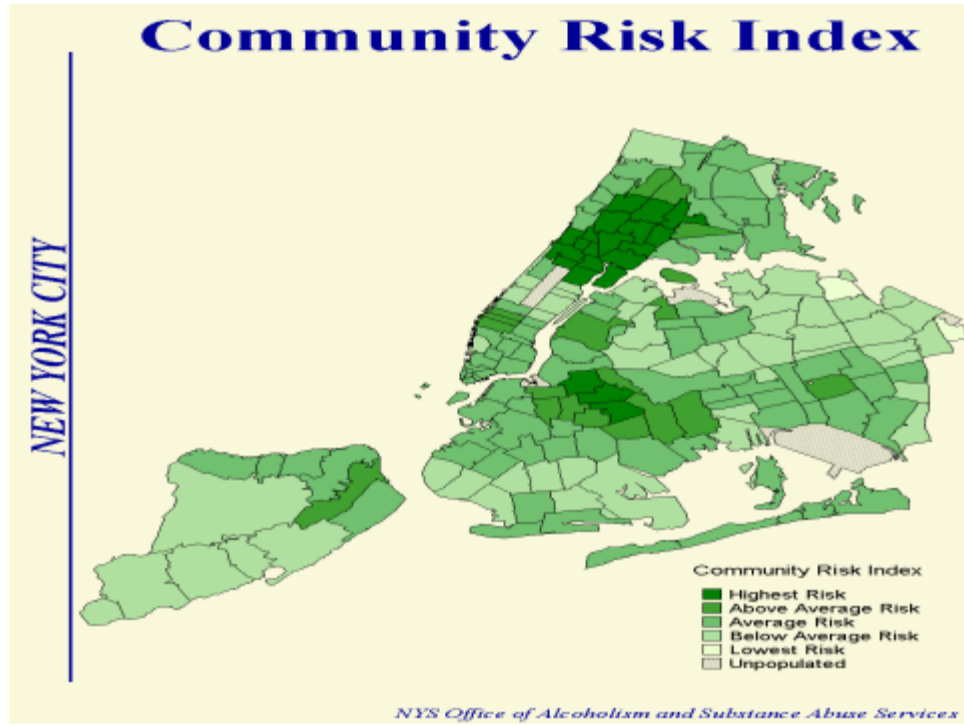 Community Risk Index
NEW YORK CITY
Community Risk Index
Highest Risk
Above Average Risk
Average Risk
Below Average Risk
Lowest Risk
Unpopulated
NYS Office of Alcoholism and Substance Abuse Services